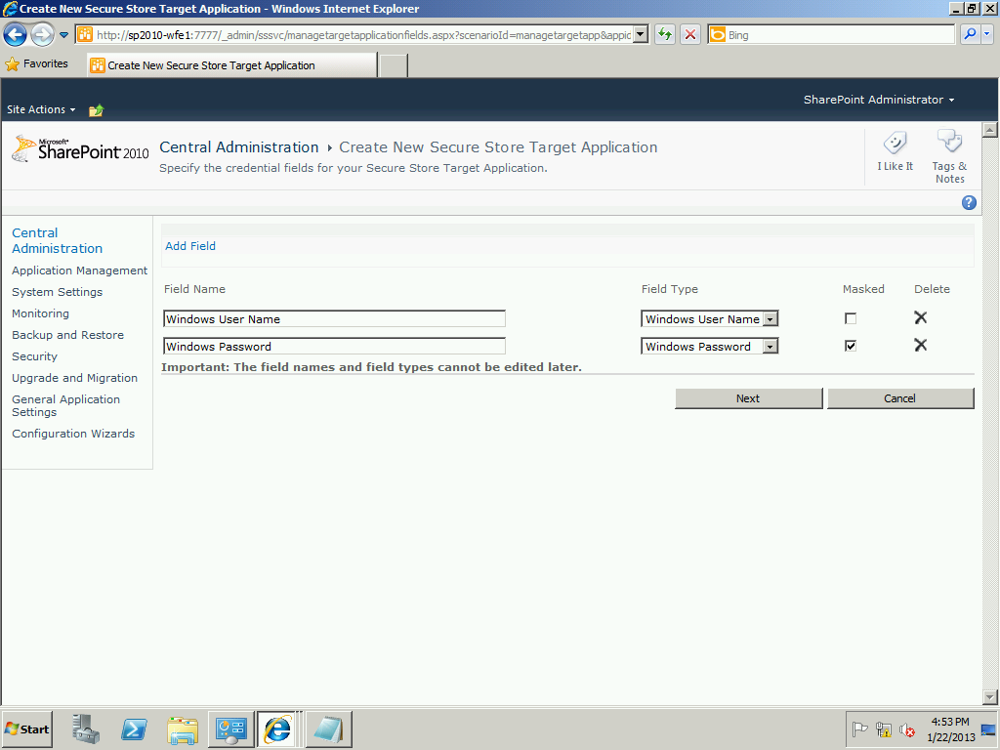 Create New Secure Store Target Application - Windows Internet Explorer
http://sp2010-wfe1:7777/_admin/sssvc/managetargetapplicationfields.aspx?scenarioId=managetargetapp&appic
Bing
Favorites
Create New Secure Store Target Application
Site Actions
SharePoint Administrator
Microsoft
SharePoint 2010
Central Administration
Create New Secure Store Target Application
Specify the credential fields for your Secure Store Target Application.
I Like It
Tags &
Notes
Central
Administration
Application Management
System Settings
Monitoring
Backup and Restore
Security
Upgrade and Migration
General Application
Settings
Configuration Wizards
Add Field
Field Name Field Type Masked Delete
Windows User Name Windows User Name
Windows Password Windows Password
Important: The field names and field types cannot be edited later.
Next Cancel
Start
4:53 PM
1/22/2013